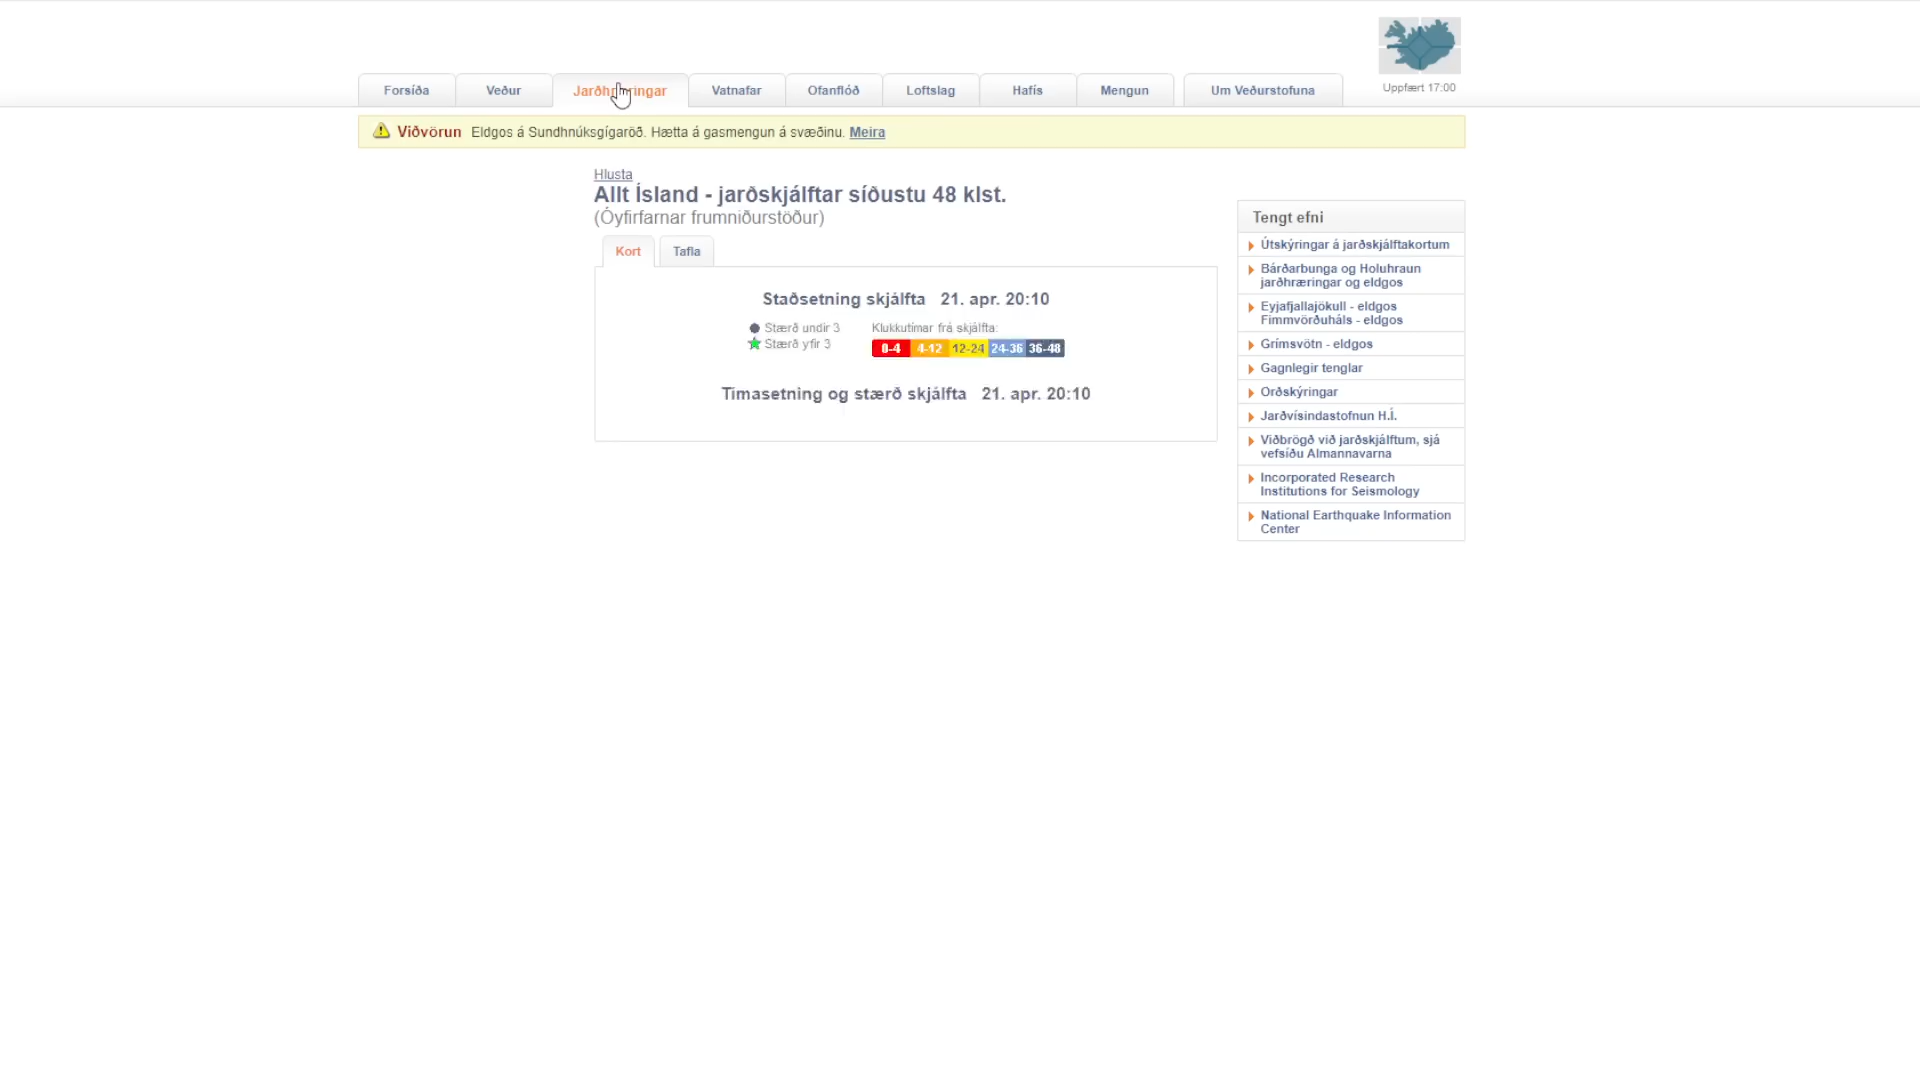 Forsíða
Veður
Jarðhræringar
Vatnafar
Ofanflóð
Loftslag
Hafís
Mengun
Um Veðurstofuna
Uppfært 17:00
Viðvörun Eldgos á Sundhnúksgígaröð. Hætta á gasmengun á svæðinu. Meira
Hlusta
Allt Ísland - jarðskjálftar síðustu 48 klst.
(Óyfirfarnar frumniðurstöður)
Kort
Tafla
Staðsetning skjálfta 21. apr. 20:10
Stærð undir 3
Stærð yfir 3
Klukkutímar frá skjálfta:
0-4 4-12 12-24 24-36 36-48
Tímasetning og stærð skjálfta 21. apr. 20:10
Tengt efni
Útskýringar á jarðskjálftakortum
Bárðarbunga og Holuhraun
jarðhræringar og eldgos
Eyjafjallajökull - eldgos
Fimmvörðuháls - eldgos
Grímsvötn - eldgos
Gagnlegir tenglar
Orðskýringar
Jarðvísindastofnun H.Í.
Viðbrögð við jarðskjálftum, sjá
vefsíðu Almannavarna
Incorporated Research
Institutions for Seismology
National Earthquake Information
Center